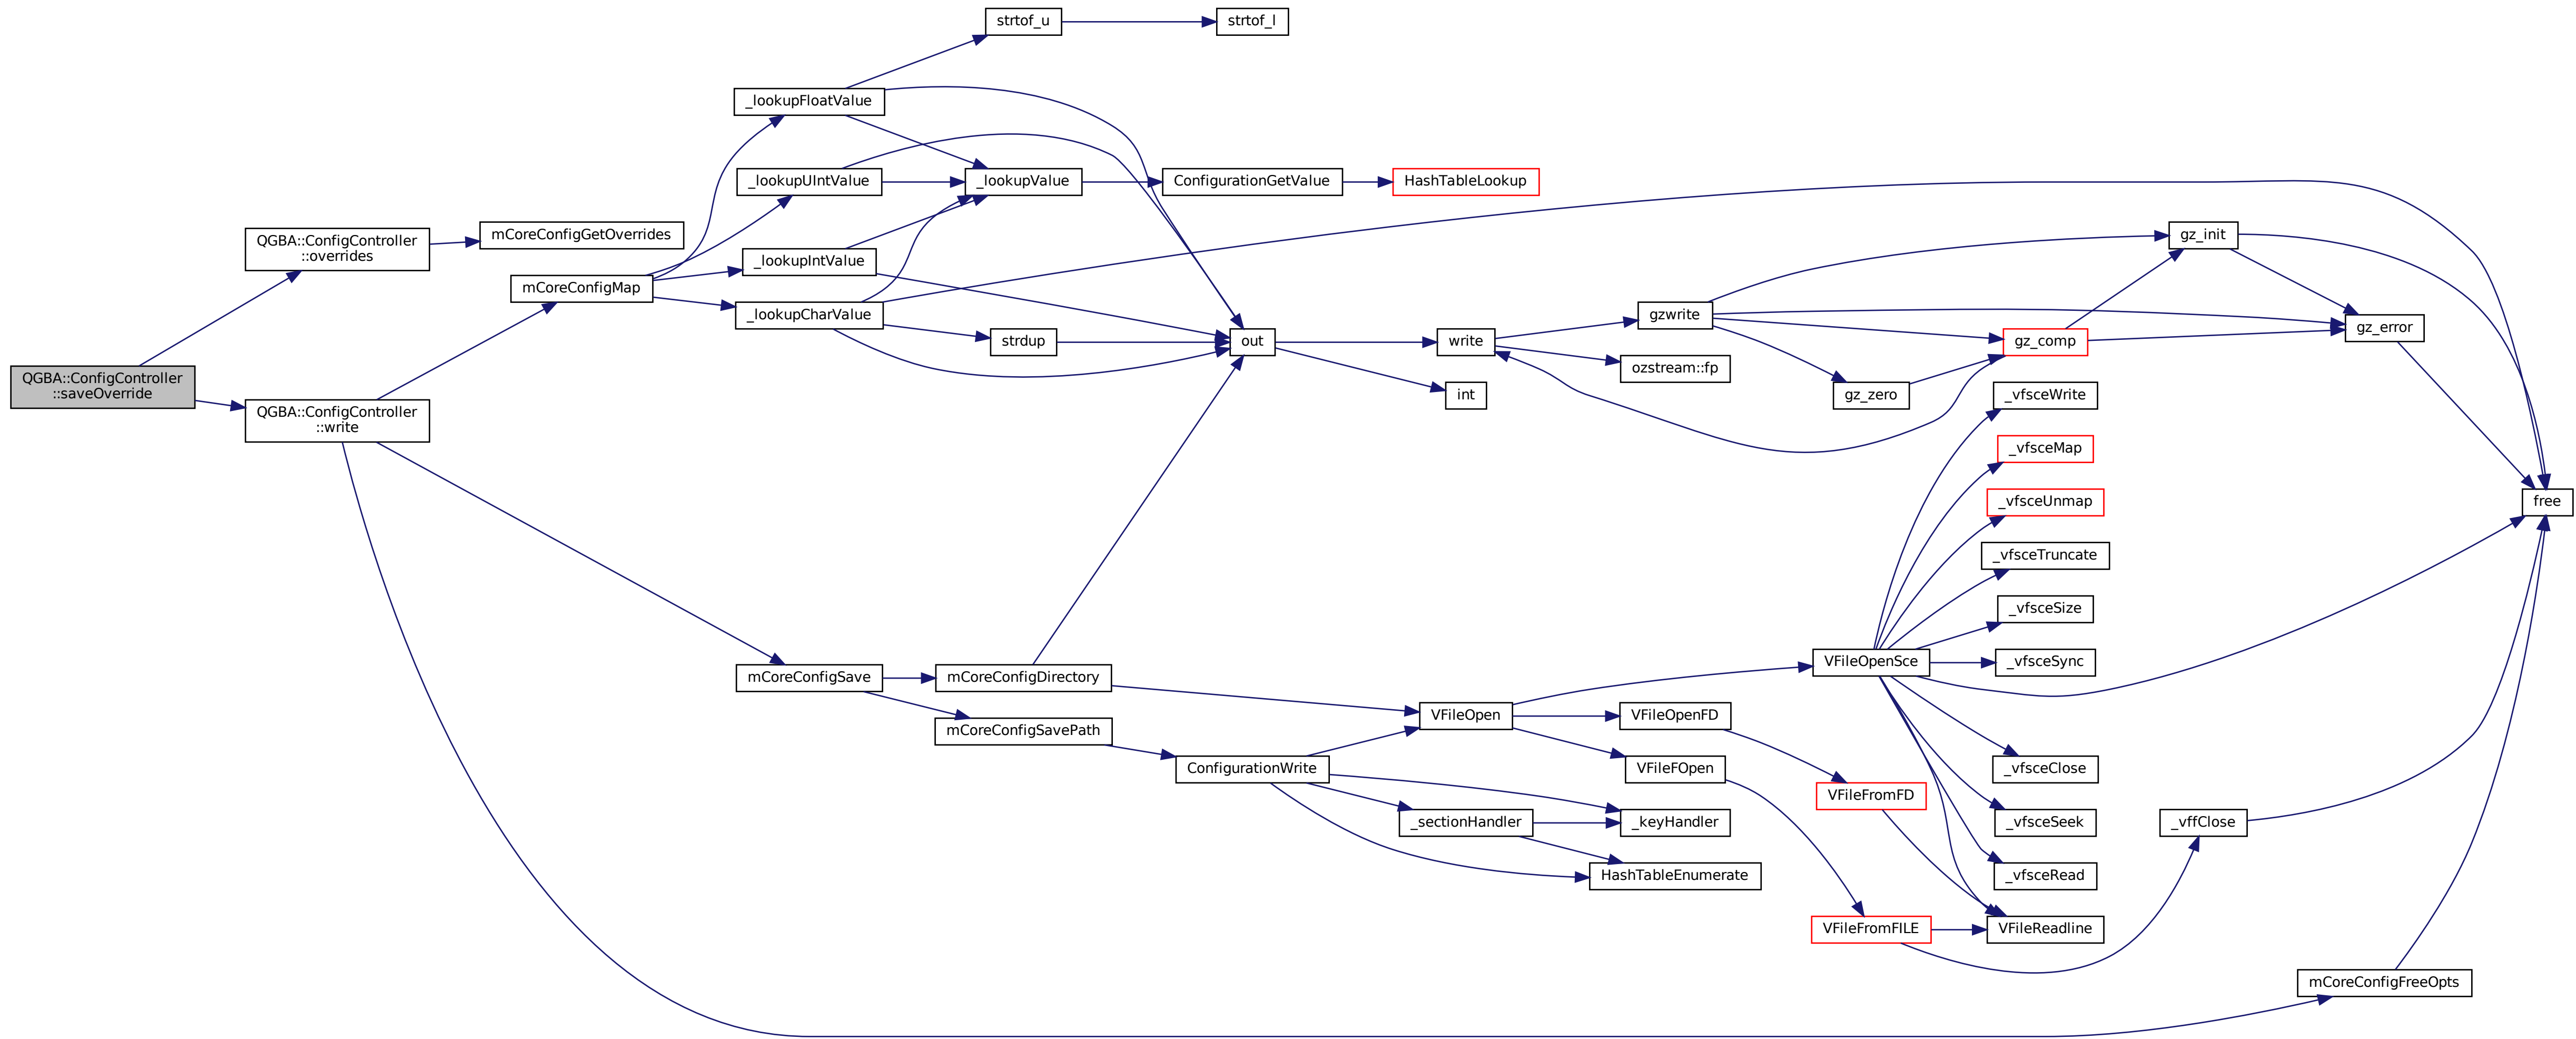 strtof_u
strtof_l
_lookupFloatValue
_lookupUIntValue
_lookupValue
ConfigurationGetValue
HashTableLookup
QGBA::ConfigController
::overrides
mCoreConfigGetOverrides
gz_init
_lookupIntValue
mCoreConfigMap
_lookupCharValue
gzwrite
gz_error
strdup
out
write
gz_comp
ozstream::fp
QGBA::ConfigController
::saveOverride
int
gz_zero
_vfsceWrite
QGBA::ConfigController
::write
_vfsceMap
_vfsceUnmap
free
_vfsceTruncate
_vfsceSize
VFileOpenSce
_vfsceSync
mCoreConfigSave
mCoreConfigDirectory
VFileOpen
VFileOpenFD
mCoreConfigSavePath
ConfigurationWrite
VFileFOpen
_vfsceClose
VFileFromFD
_sectionHandler
_keyHandler
_vfsceSeek
_vffClose
HashTableEnumerate
_vfsceRead
VFileFromFILE
VFileReadline
mCoreConfigFreeOpts